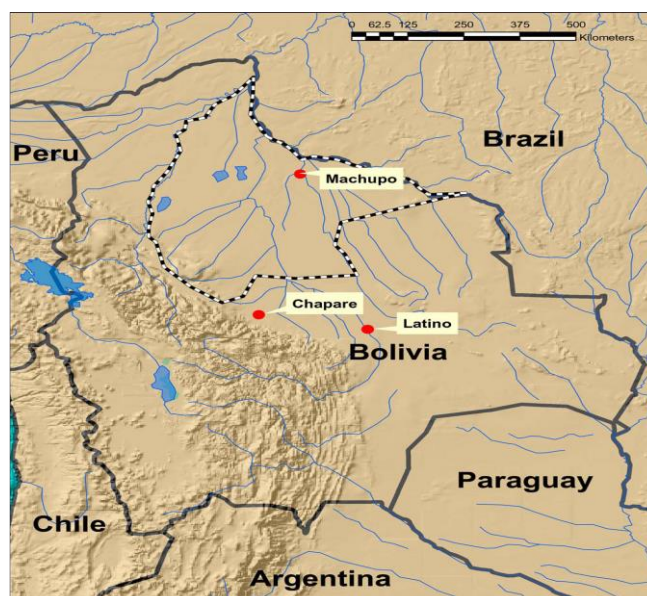 0 62.5 125 250 375 500
Kilometers
Brazil
Peru
Machupo
Chapare
Latino
Bolivia
Paraguay
Chile
Argentina